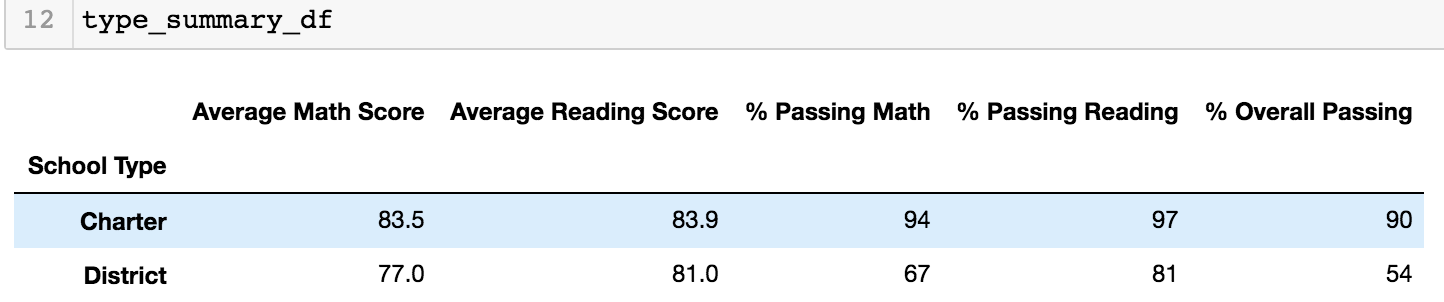 12 type_summary_df
Average Math Score Average Reading Score % Passing Math % Passing Reading % Overall Passing
School Type
Charter 83.5 83.9 94 97 90
District 77.0 81.0 67 81 54